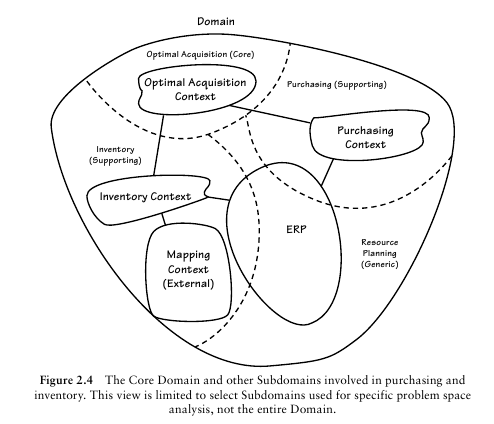 Domain
Optimal Acquisition (Core)
Optimal Acquisition
Context
Purchasing (Supporting)
Purchasing
Context
Inventory
(Supporting)
Inventory Context
ERP
Mapping
Context
(External)
Resource
Planning
(Generic)
Figure 2.4 The Core Domain and other Subdomains involved in purchasing and
inventory. This view is limited to select Subdomains used for specific problem space
analysis, not the entire Domain.